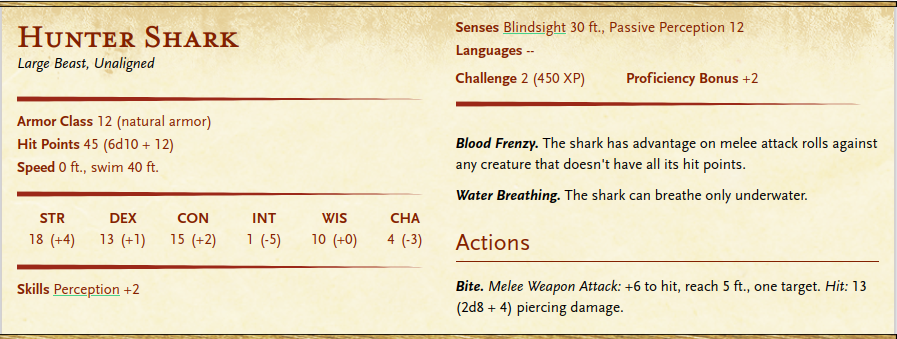 Hunter Shark
Large Beast, Unaligned
Armor Class 12 (natural armor)
Hit Points 45 (6d10 + 12)
Speed 0 ft., swim 40 ft.
STR DEX CON INT WIS CHA
18 (+4) 13 (+1) 15 (+2) 1 (-5) 10 (+0) 4 (-3)
Skills Perception +2
Senses Blindsight 30 ft., Passive Perception 12
Languages --
Challenge 2 (450 XP) Proficiency Bonus +2
Blood Frenzy. The shark has advantage on melee attack rolls against
any creature that doesn't have all its hit points.
Water Breathing. The shark can breathe only underwater.
Actions
Bite. Melee Weapon Attack: +6 to hit, reach 5 ft., one target. Hit: 13
(2d8 + 4) piercing damage.